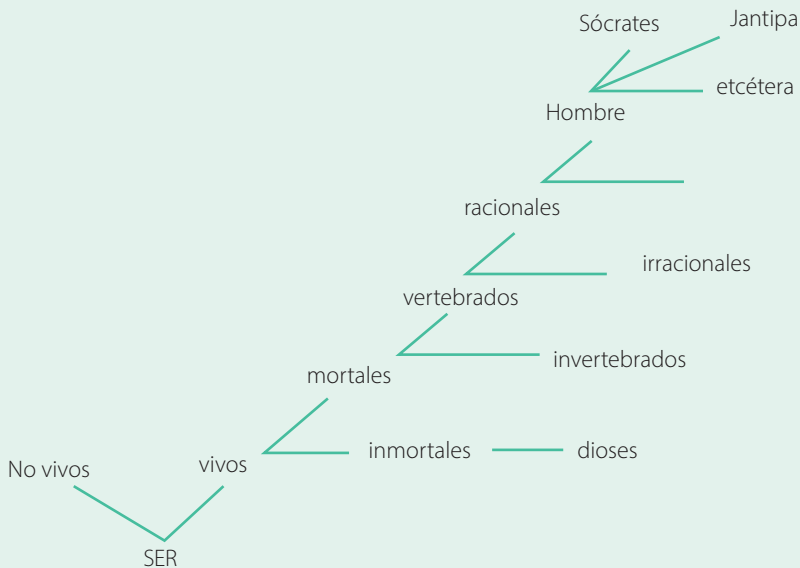 Sócrates
Jantipa
etcétera
Hombre
racionales
irracionales
vertebrados
invertebrados
mortales
inmortales
dioses
No vivos
vivos
SER